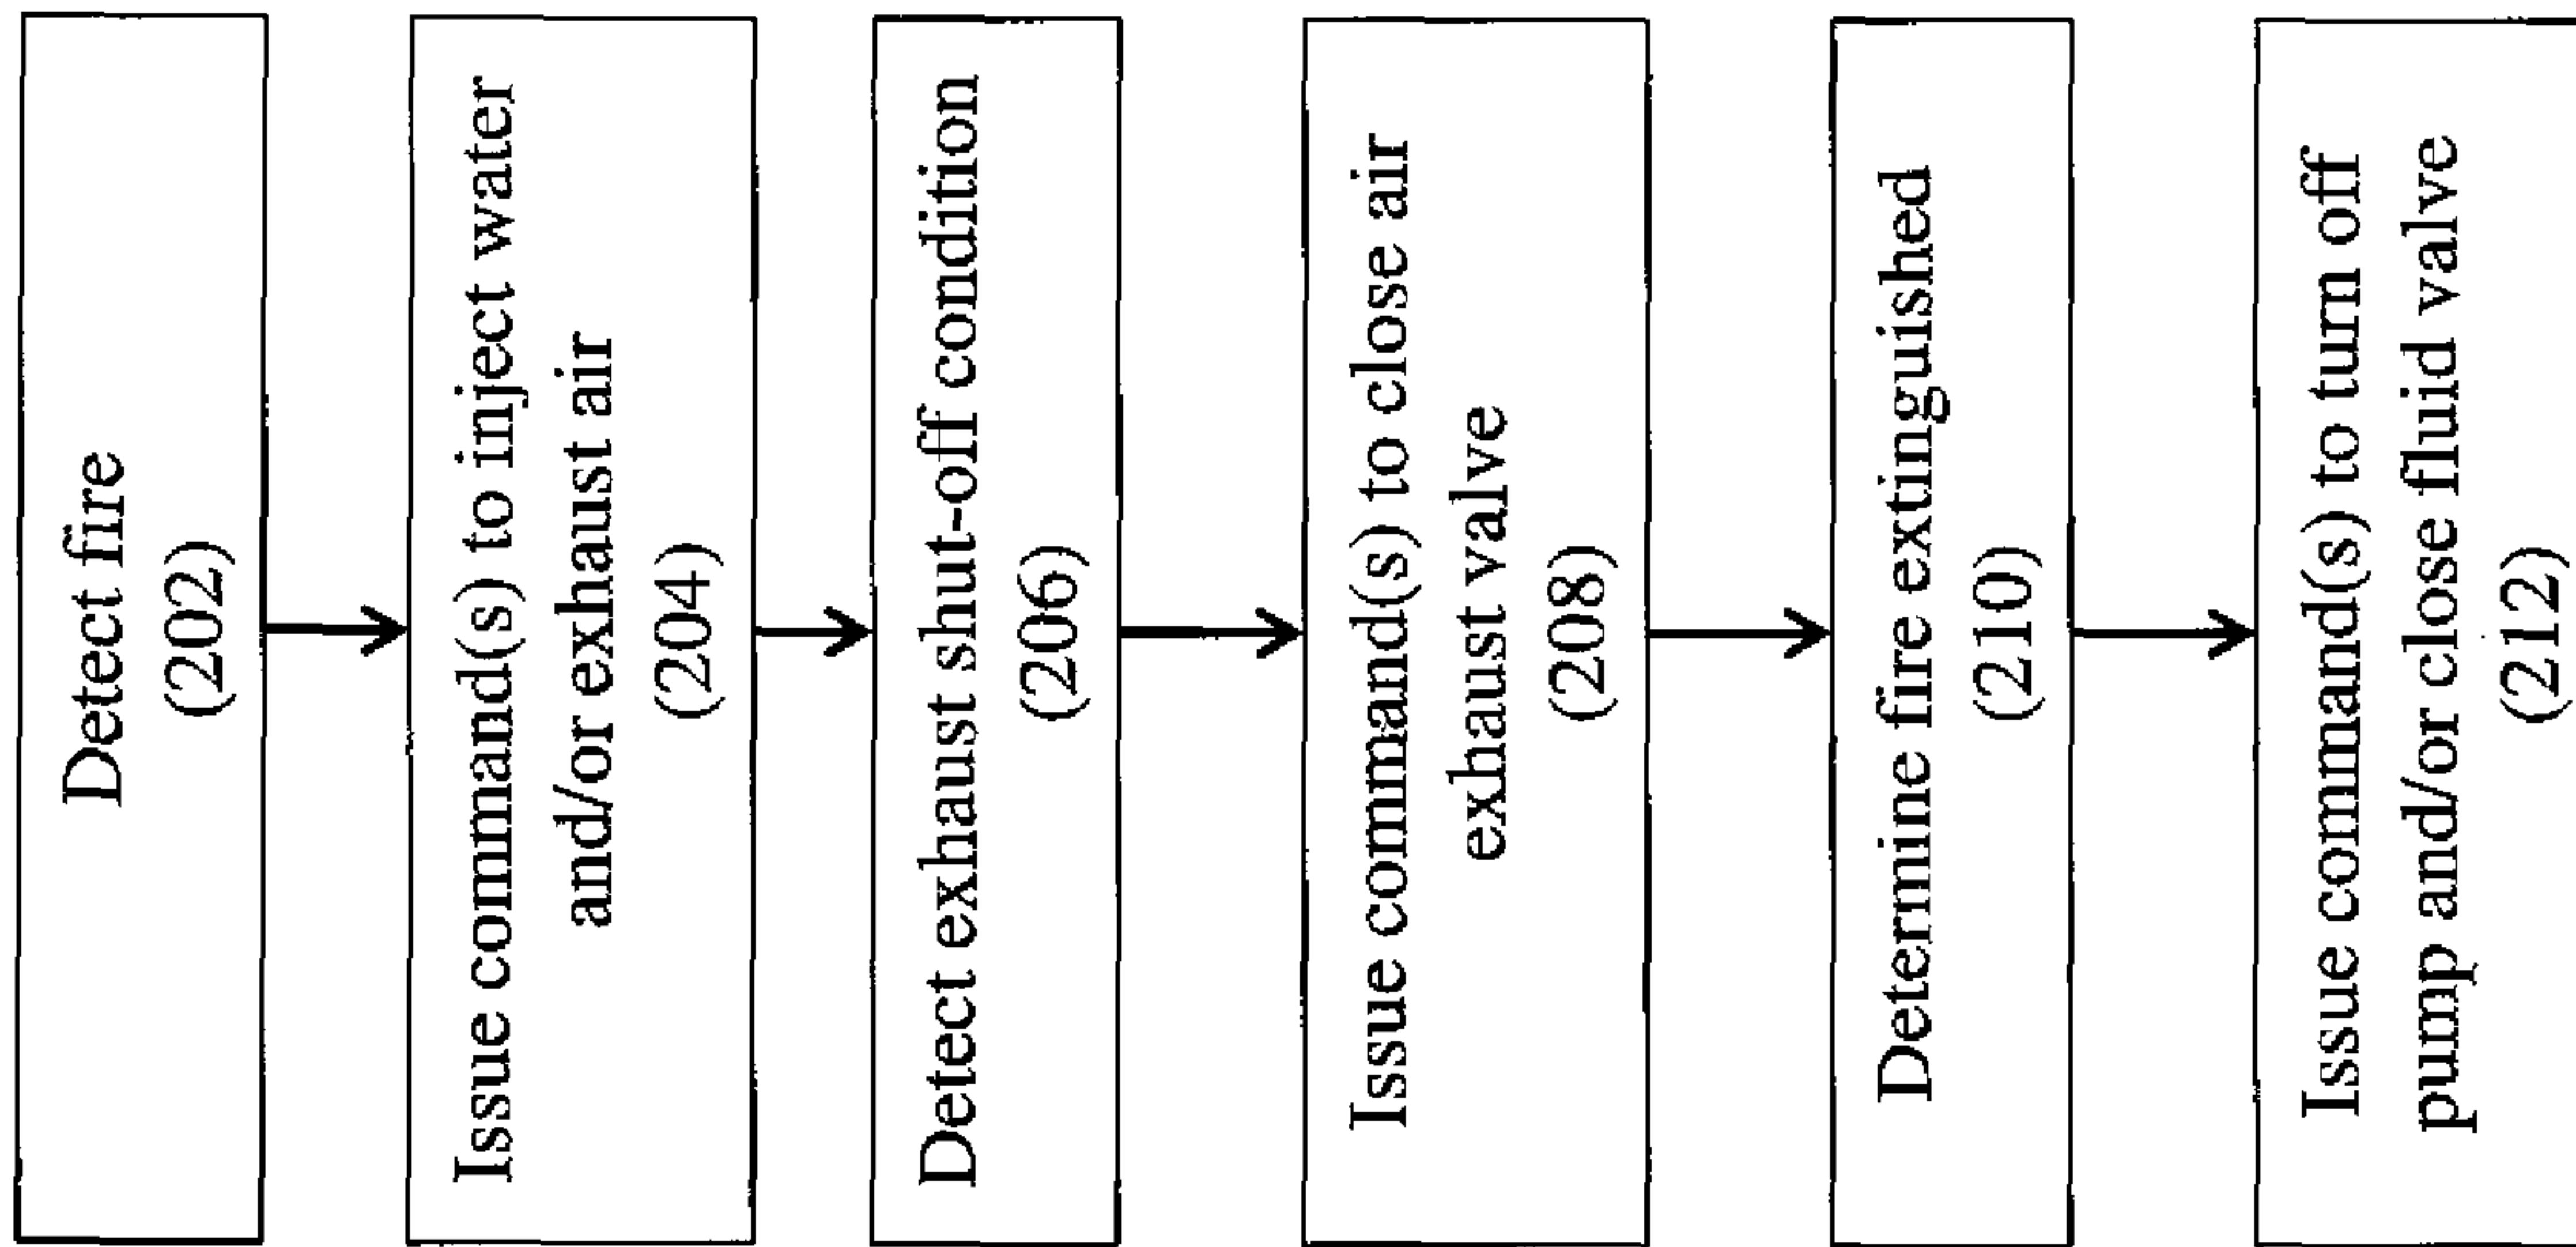 Detect fire
(202)
Issue command(s) to inject water
and/or exhaust air
(204)
Detect exhaust shut-off condition
(206)
Issue command(s) to close air
exhaust valve
(208)
Determine fire extinguished
(210)
Issue command(s) to turn off
pump and/or close fluid valve
(212)